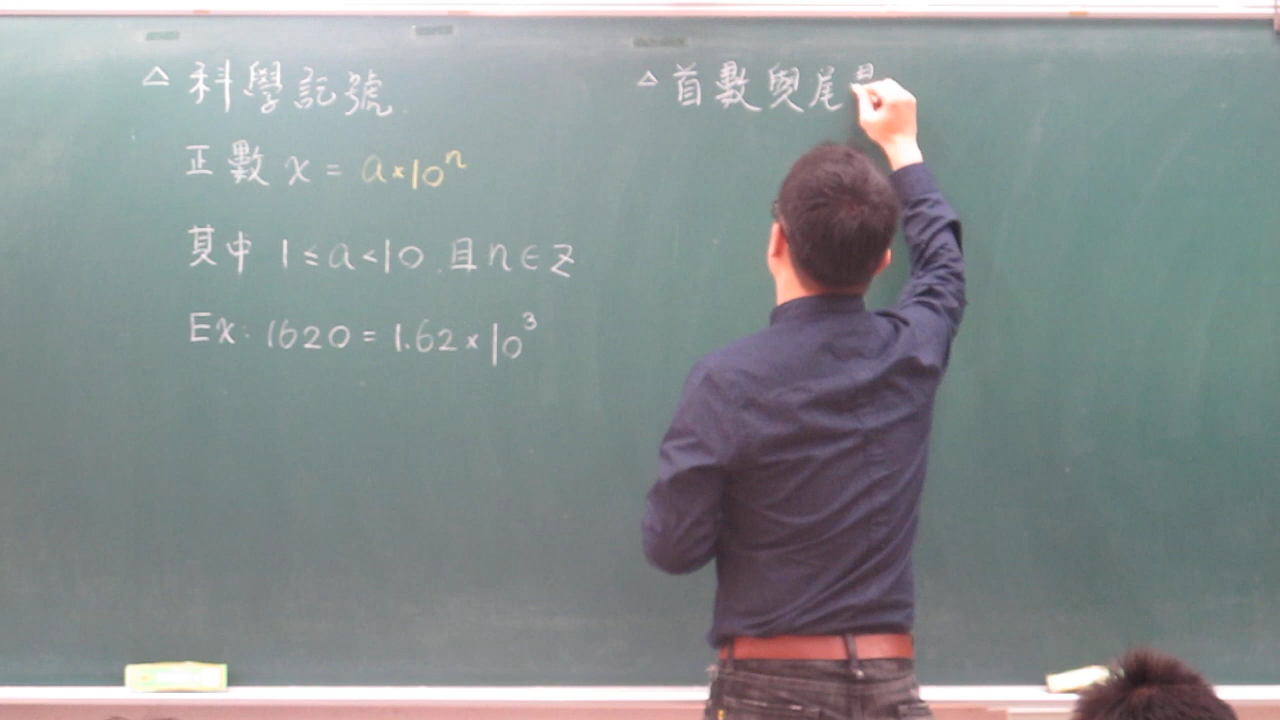 △ 科學記號
正數 x = a×10ⁿ
其中 1≤a<10 且 n∈Z
Ex: 1620 = 1.62×10³
△ 首數與尾